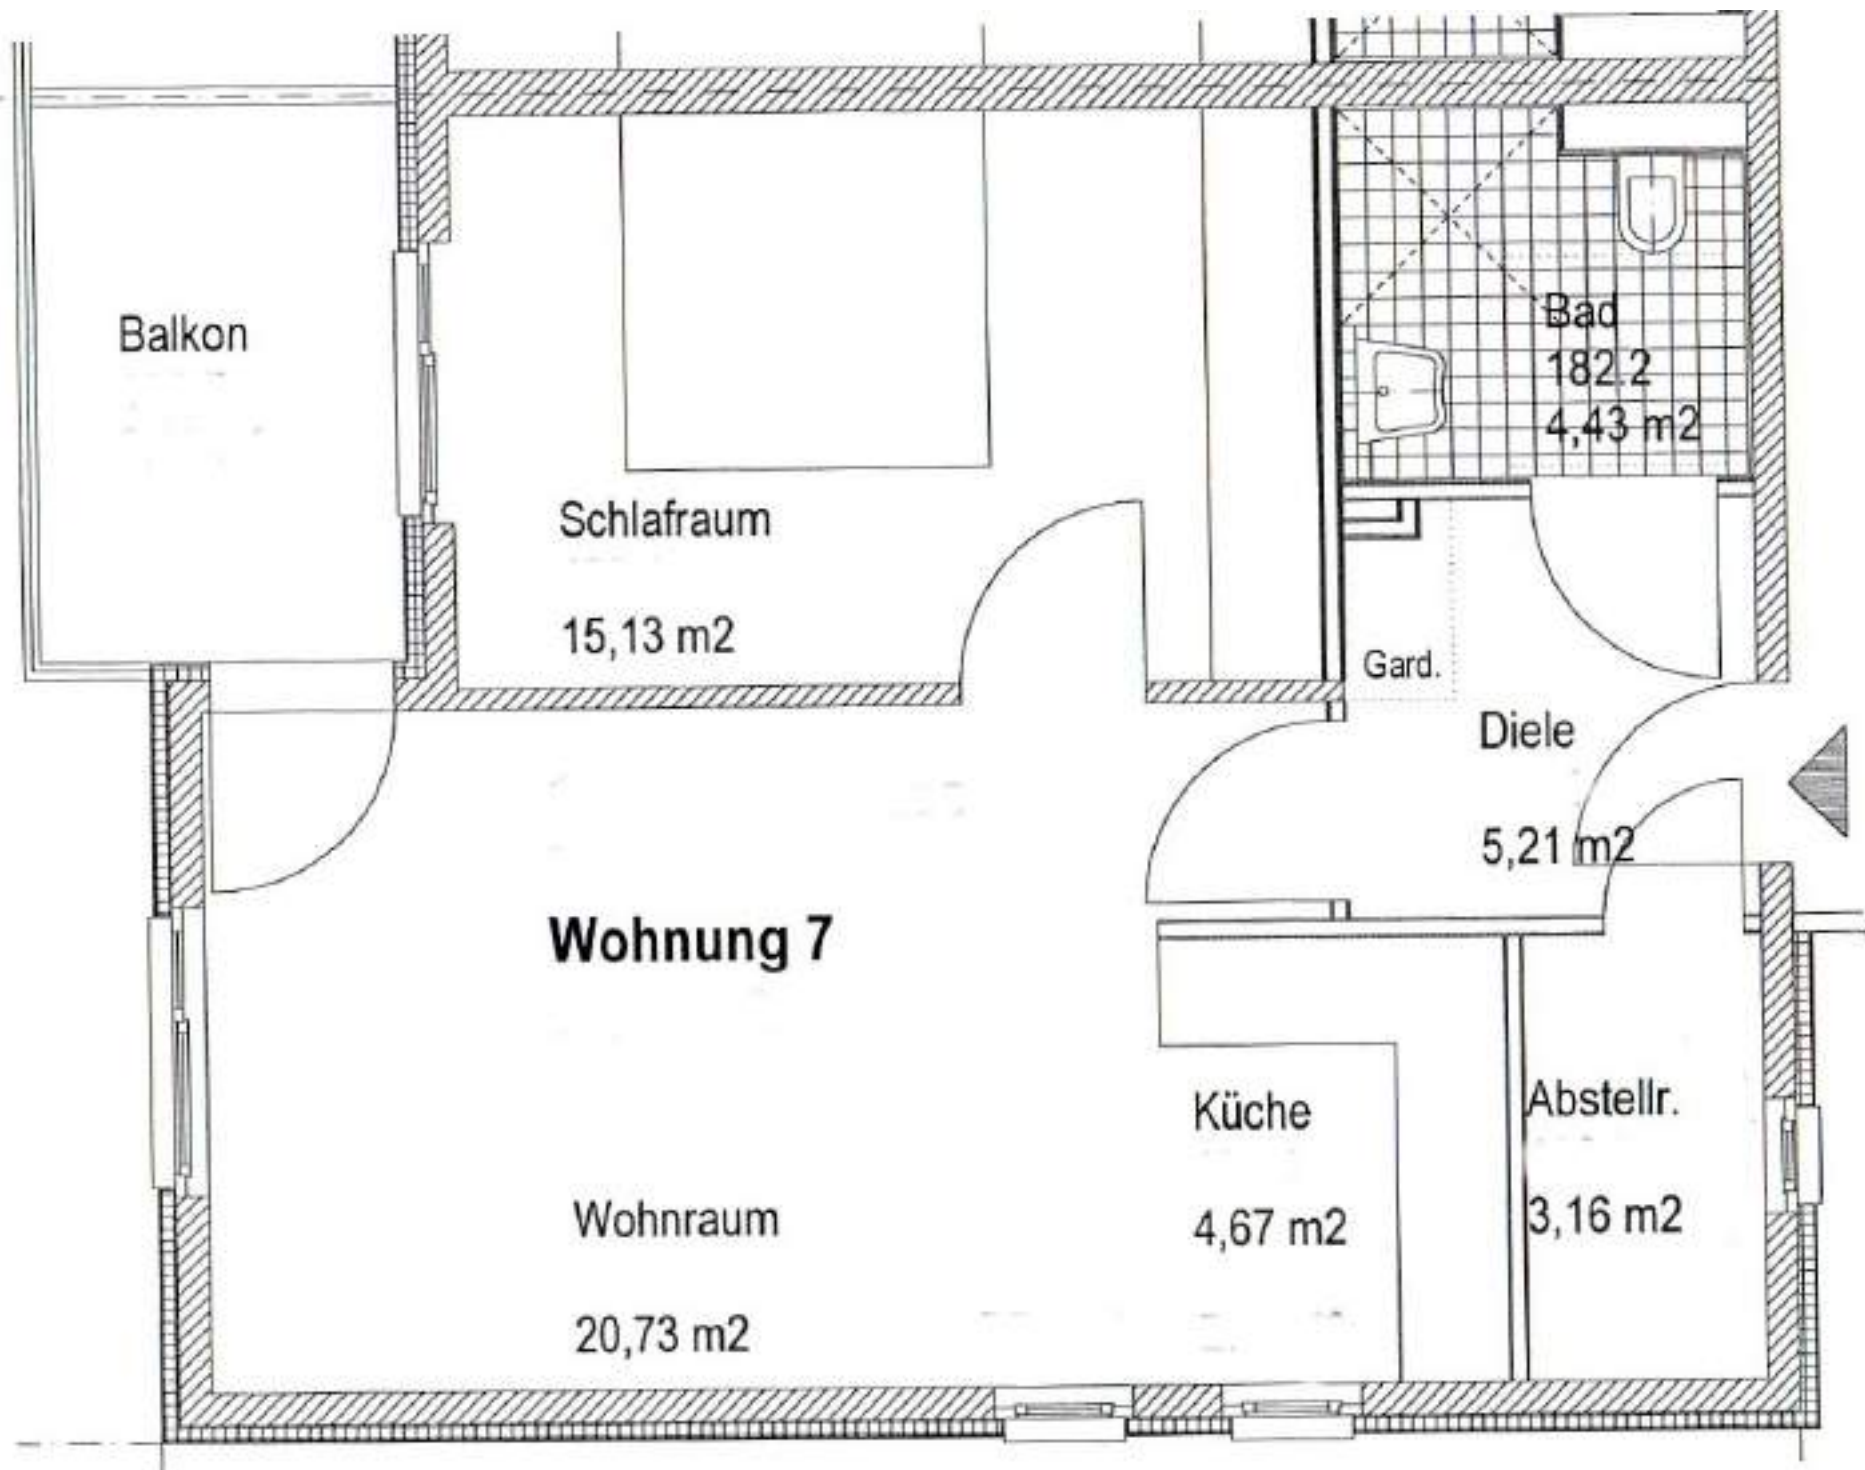 Balkon
Bad
182.2
4,43 m2
Schlafraum
15,13 m2
Gard.
Diele
5,21 m2
Wohnung 7
Küche
4,67 m2
Abstellr.
3,16 m2
Wohnraum
20,73 m2